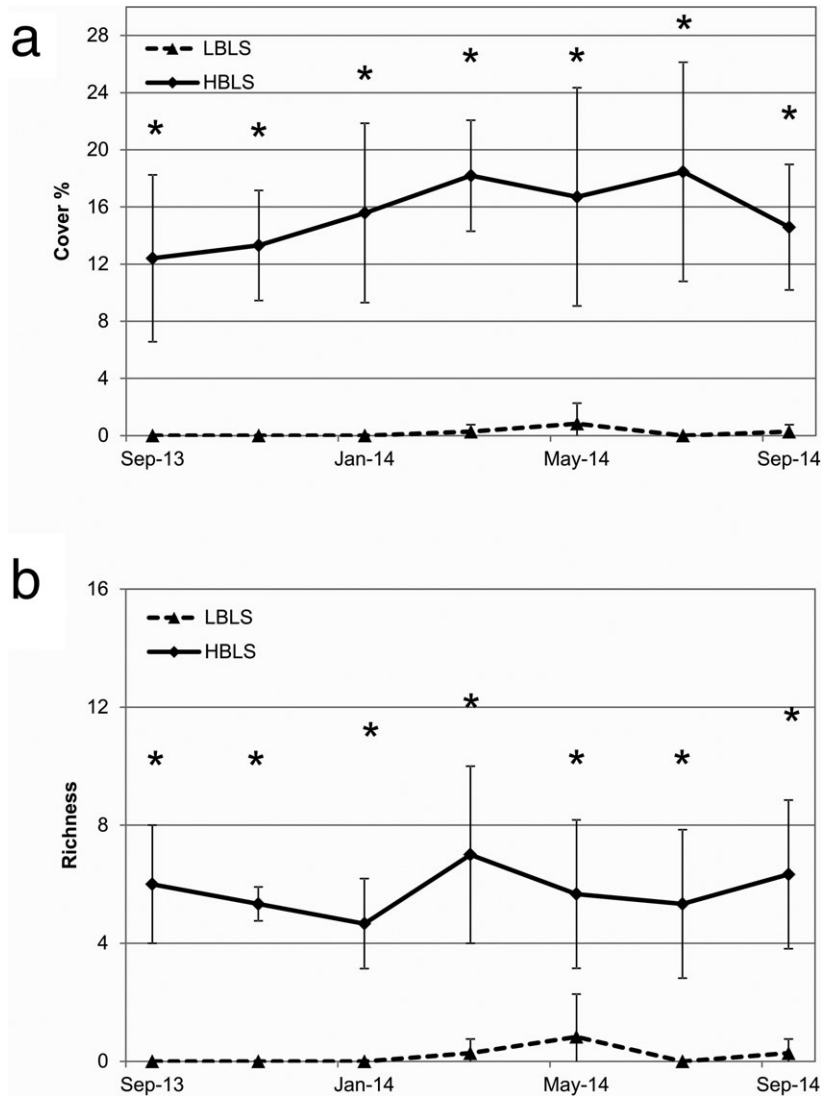 a
LBLS
HBLS
28
24
20
16
12
8
4
0
Cover %
* * * * * * *
Sep-13 Jan-14 May-14 Sep-14
b
LBLS
HBLS
16
12
8
4
0
Richness
* * * * * * *
Sep-13 Jan-14 May-14 Sep-14